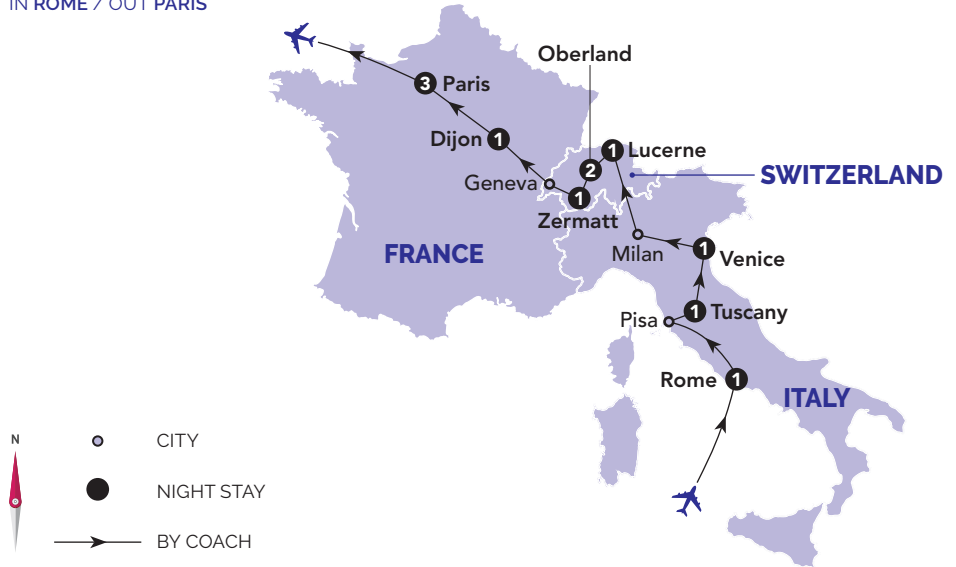 IN ROME / OUT PARIS
Oberland
3 Paris
Dijon 1
1 Lucerne
2
Geneva
SWITZERLAND
1
Zermatt
FRANCE
Milan
1 Venice
1 Tuscany
Pisa
Rome 1
ITALY
N
CITY
NIGHT STAY
BY COACH